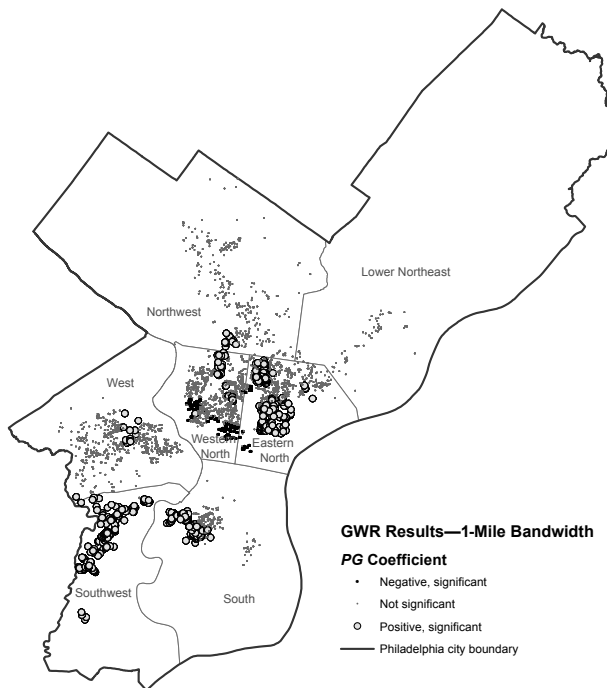 Lower Northeast
Northwest
West
Western
North
Eastern
North
Southwest
South
GWR Results—1-Mile Bandwidth
PG Coefficient
Negative, significant
Not significant
Positive, significant
Philadelphia city boundary